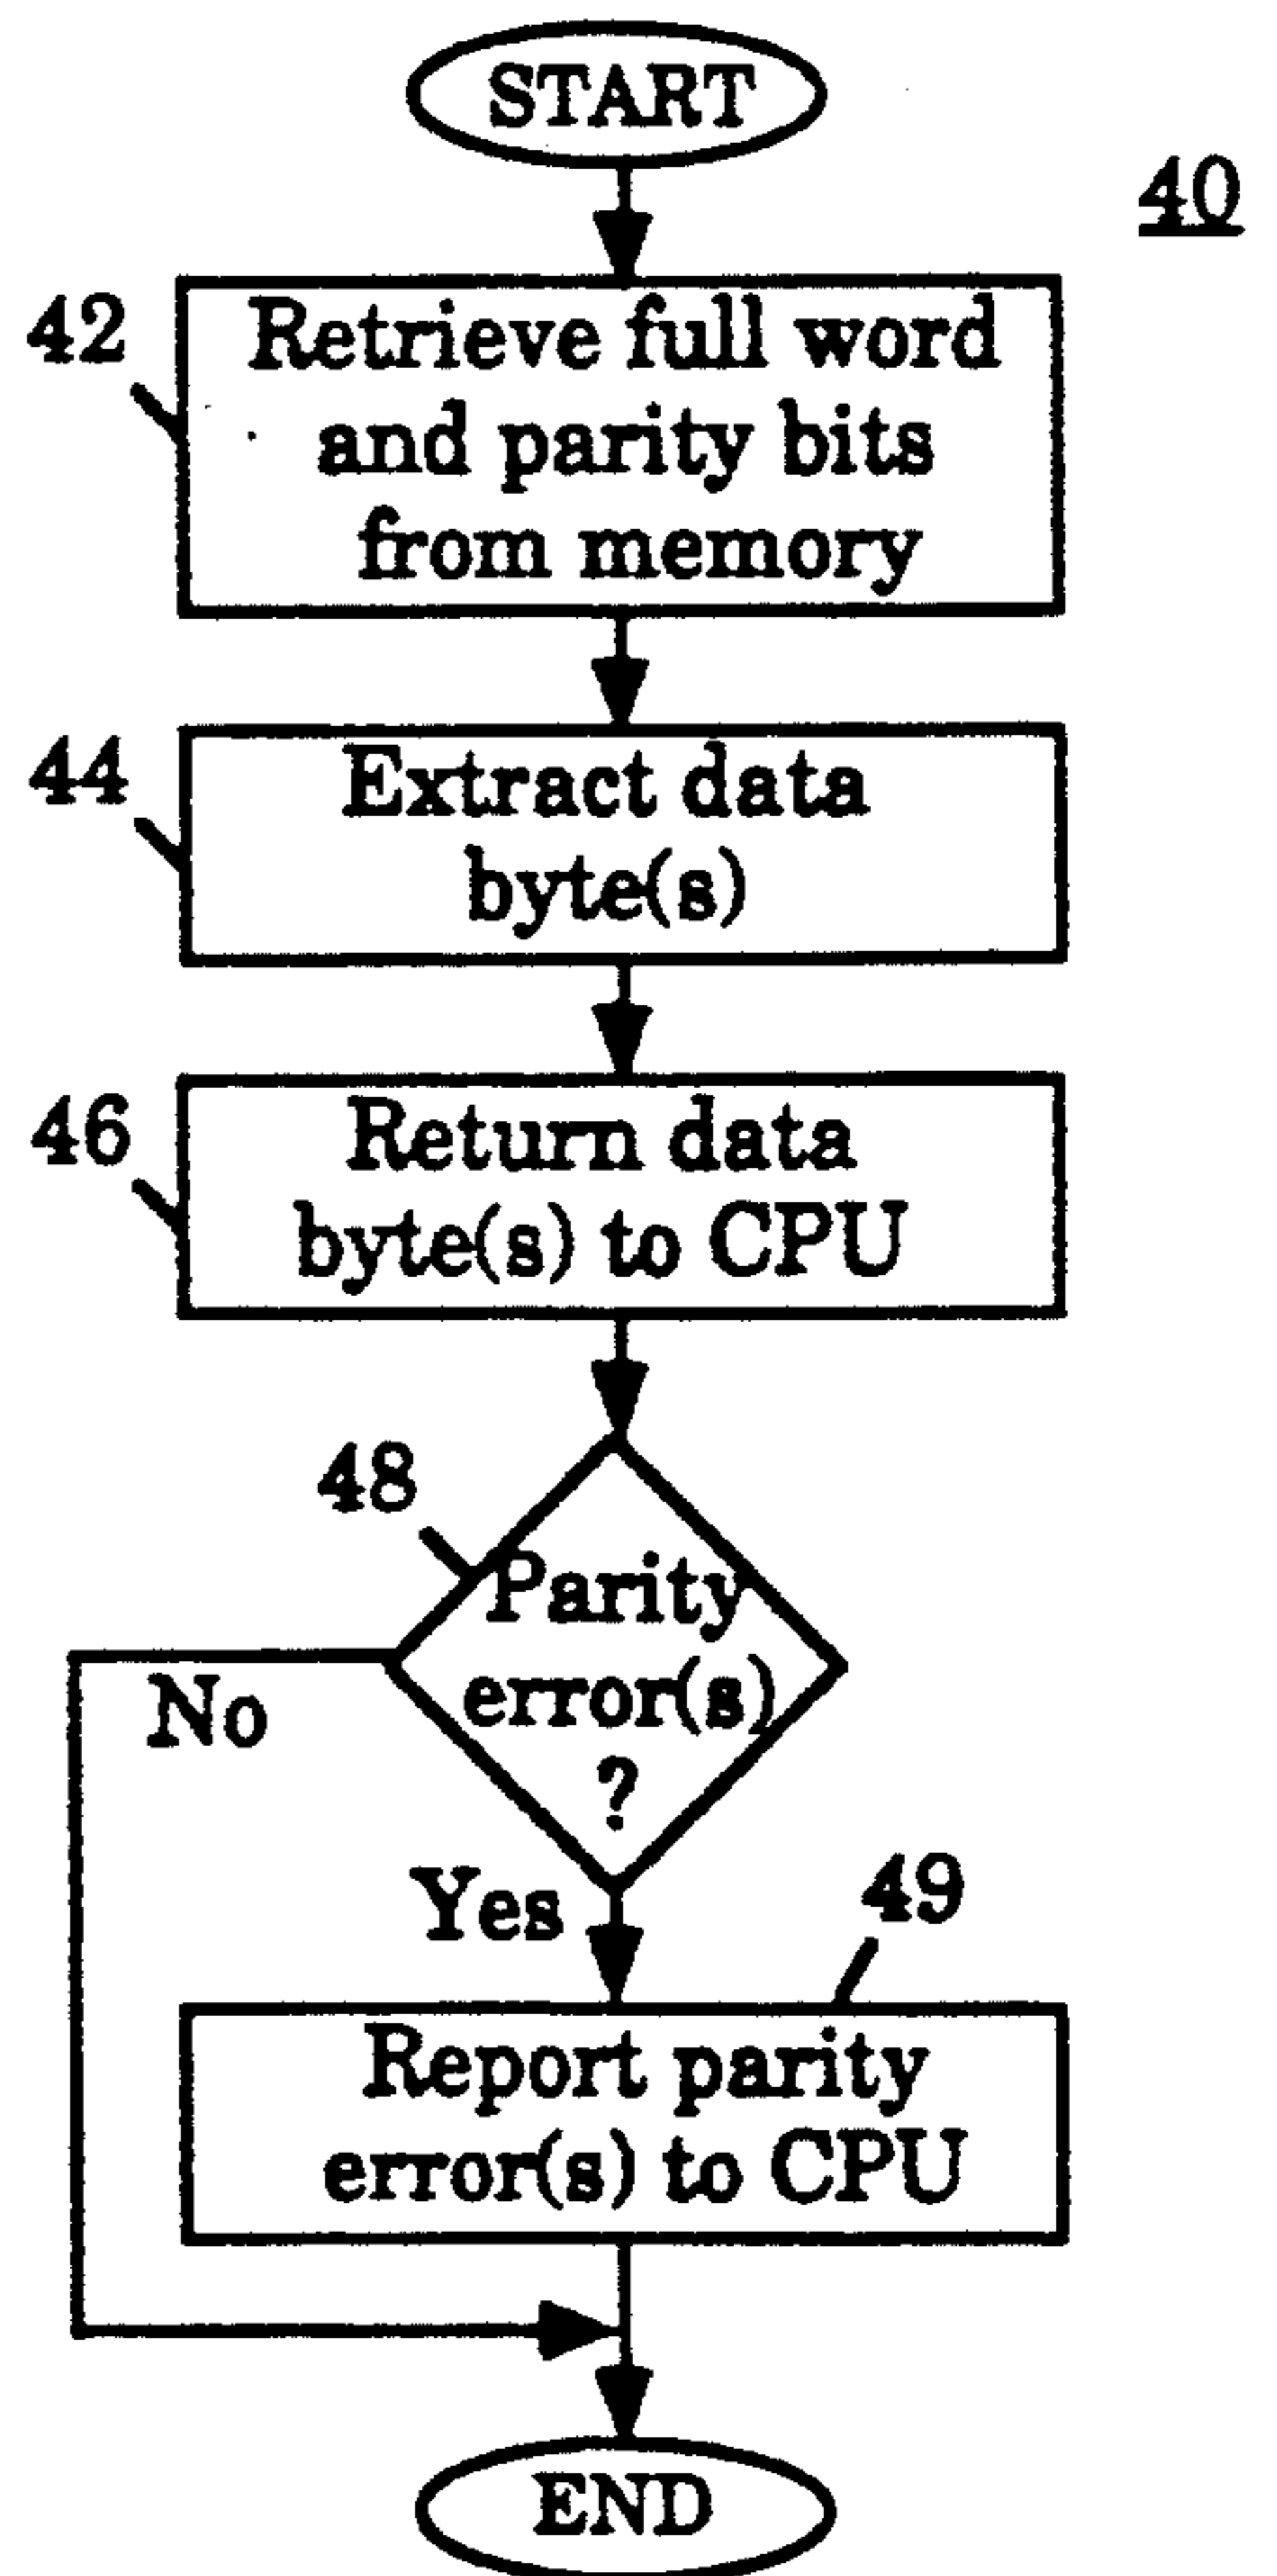 START
40
42
Retrieve full word
and parity bits
from memory
44
Extract data
byte(s)
46
Return data
byte(s) to CPU
48
Parity
error(s)
?
No
Yes
49
Report parity
error(s) to CPU
END